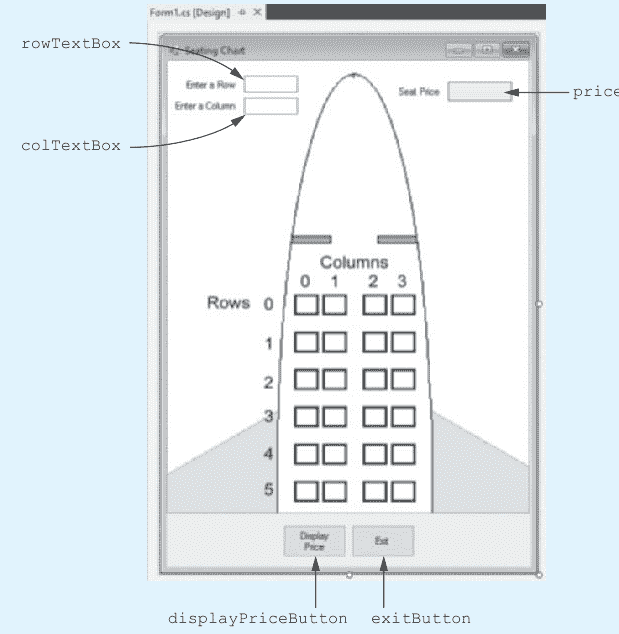 Form1.cs [Design]
Seating Chart
rowTextBox
Enter a Row
Enter a Column
Seat Price
price
colTextBox
Columns
0 1 2 3
Rows 0
1
2
3
4
5
Display
Price
Exit
displayPriceButton exitButton